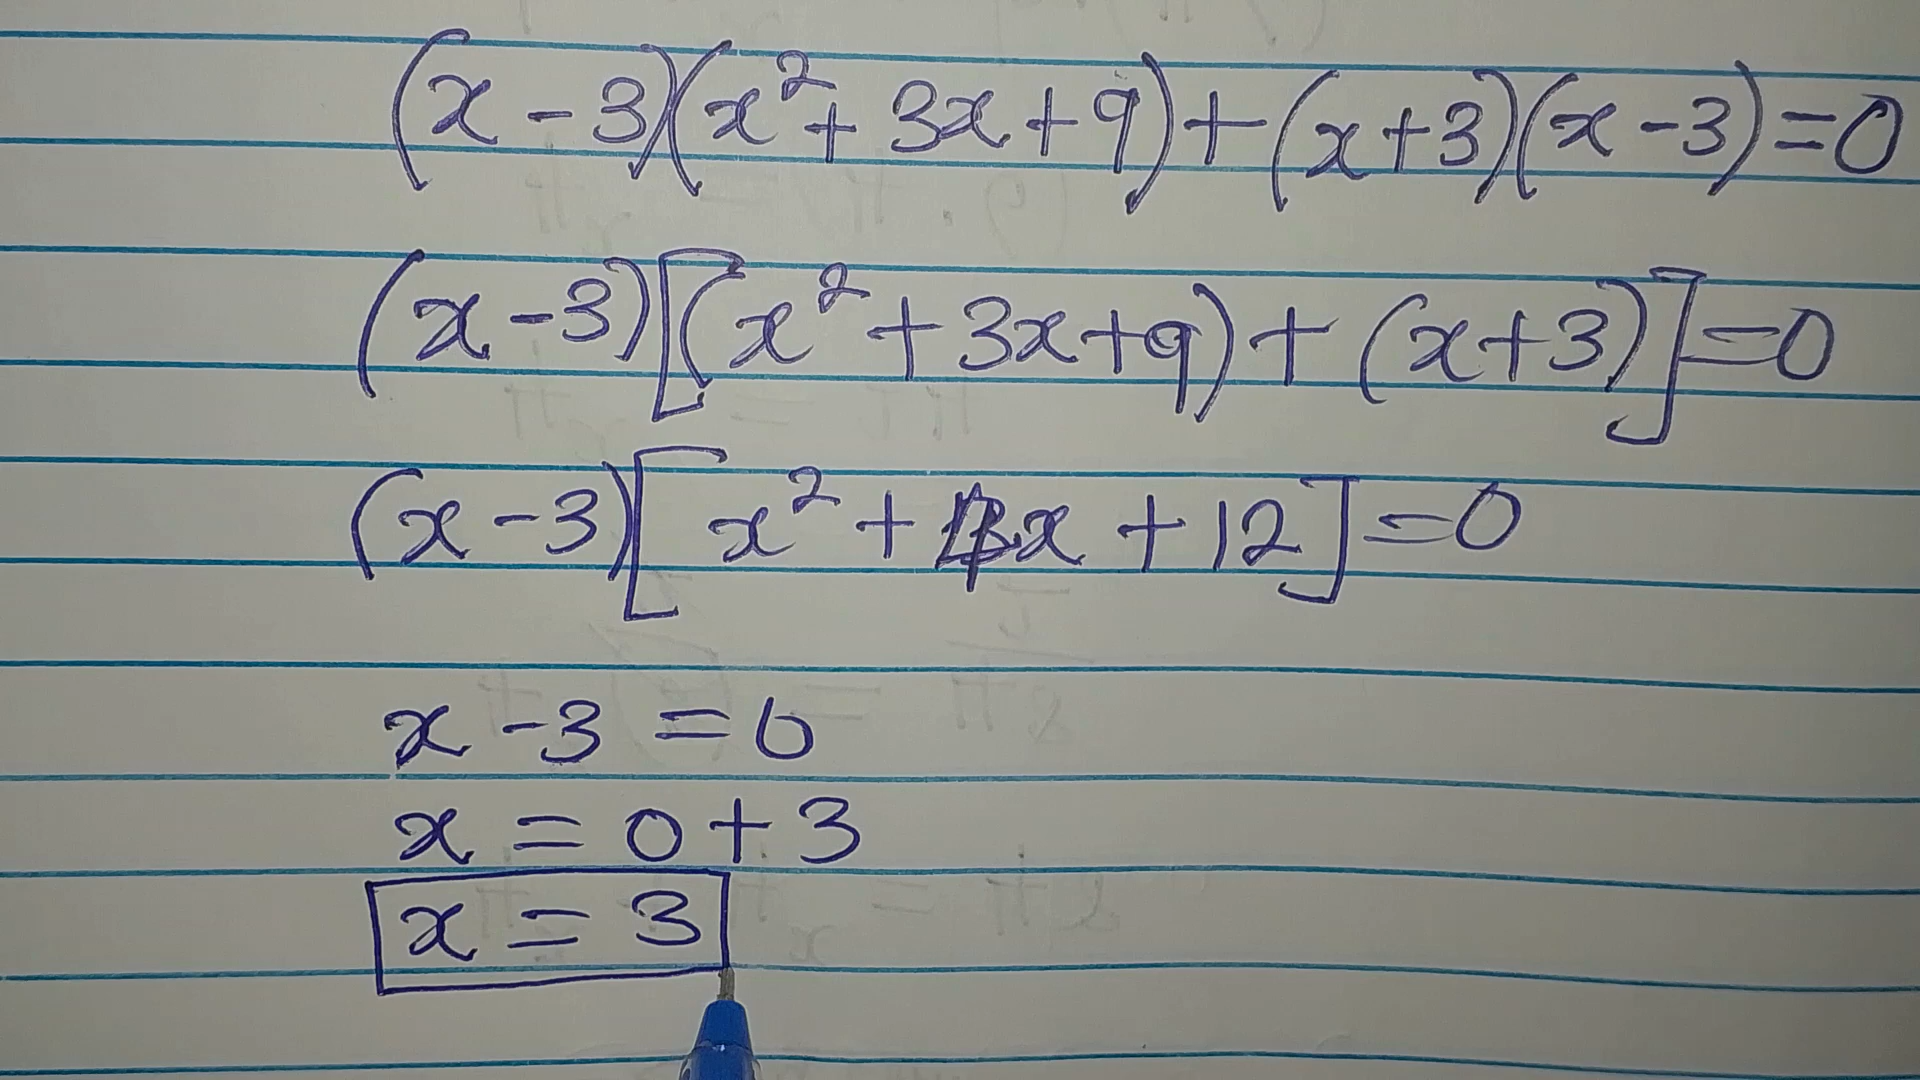 (x-3)(x²+3x+9)+(x+3)(x-3)=0
(x-3)[(x²+3x+9)+(x+3)]=0
(x-3)[x²+4x+12]=0
x-3=0
x=0+3
x=3